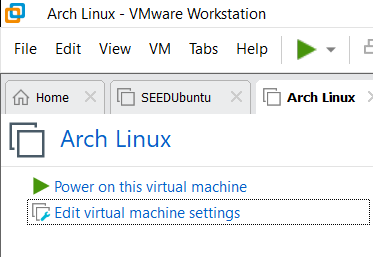 Arch Linux - VMware Workstation
File Edit View VM Tabs Help
Home SEEDUbuntu Arch Linux
Arch Linux
Power on this virtual machine
Edit virtual machine settings